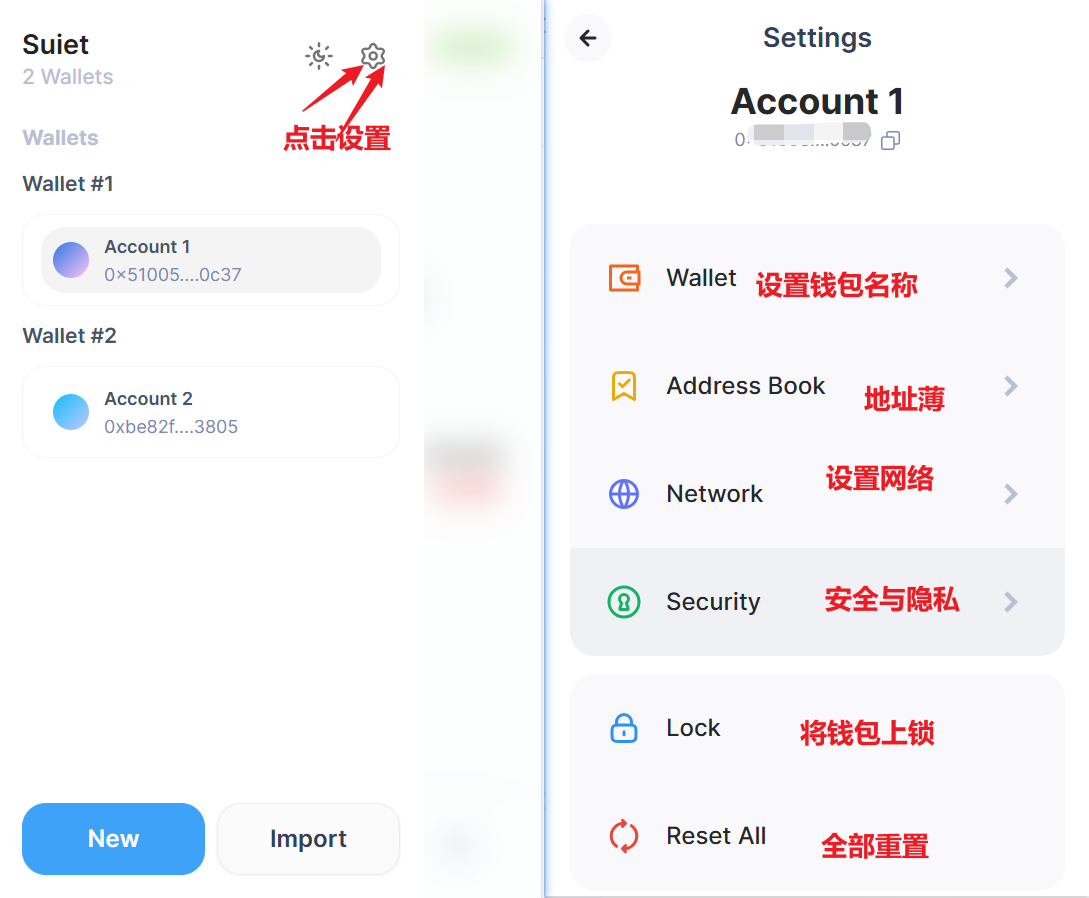 Suiet
2 Wallets
点击设置
Wallets
Wallet #1
Account 1
0×51005....0c37
Wallet #2
Account 2
0xbe82f....3805
New
Import
Settings
Account 1
Wallet 设置钱包名称
Address Book 地址薄
Network 设置网络
Security 安全与隐私
Lock 将钱包上锁
Reset All 全部重置